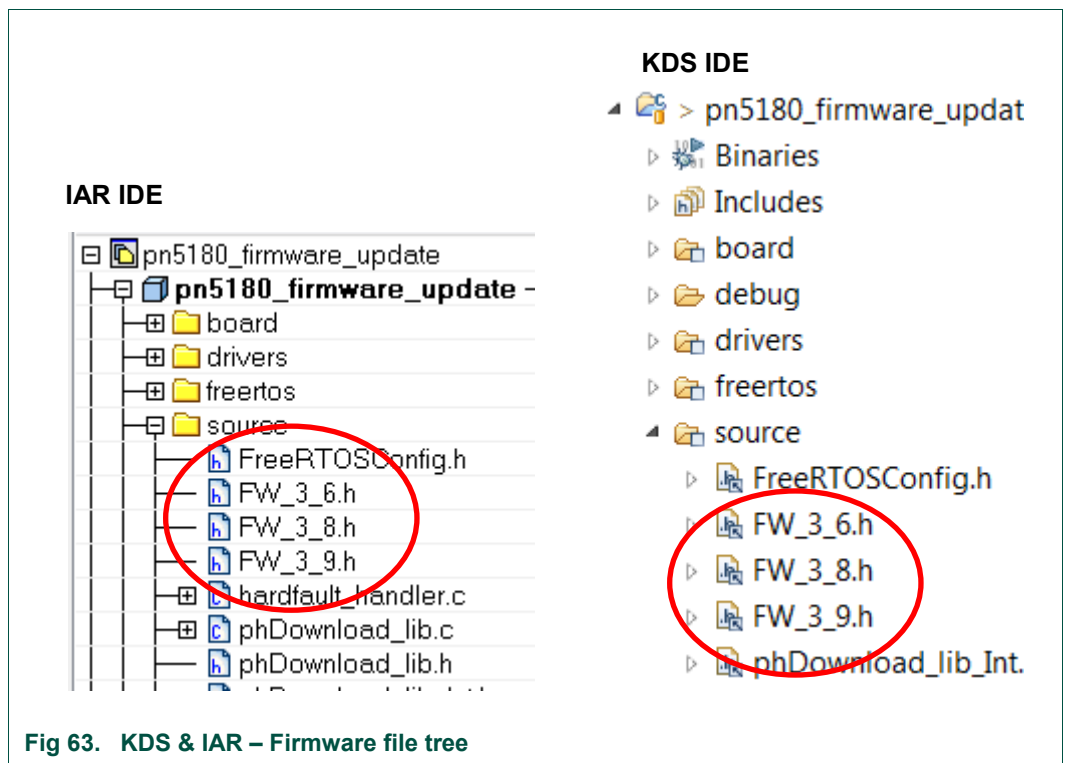 IAR IDE
pn5180_firmware_update
pn5180_firmware_update -
board
drivers
freertos
source
FreeRTOSConfig.h
FW_3_6.h
FW_3_8.h
FW_3_9.h
hardfault_handler.c
phDownload_lib.c
phDownload_lib.h
KDS IDE
> pn5180_firmware_updat
Binaries
Includes
board
debug
drivers
freertos
source
FreeRTOSConfig.h
FW_3_6.h
FW_3_8.h
FW_3_9.h
phDownload_lib_Int.
Fig 63. KDS & IAR – Firmware file tree